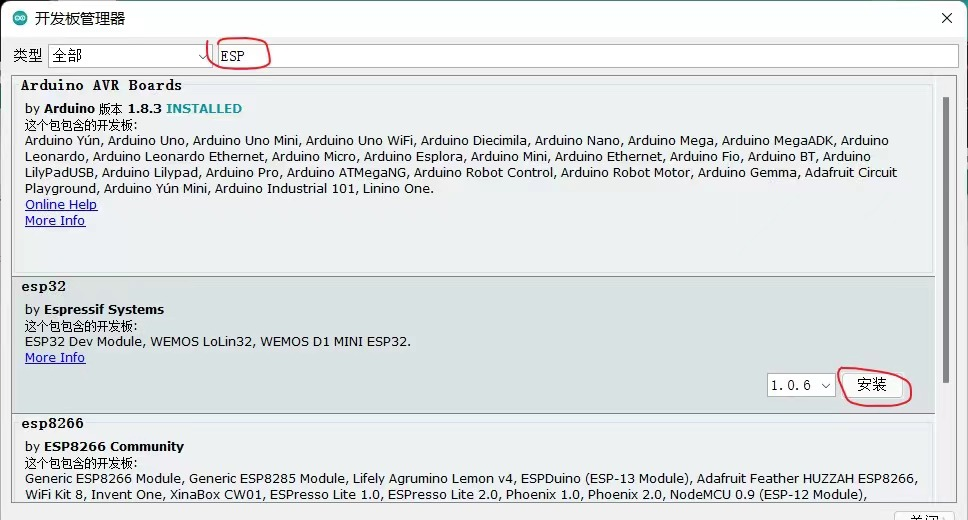 开发板管理器
类型 全部 ESP
Arduino AVR Boards
by Arduino 版本 1.8.3 INSTALLED
这个包包含的开发板:
Arduino Yún, Arduino Uno, Arduino Uno Mini, Arduino Uno WiFi, Arduino Diecimila, Arduino Nano, Arduino Mega, Arduino MegaADK, Arduino
Leonardo, Arduino Leonardo Ethernet, Arduino Micro, Arduino Esplora, Arduino Mini, Arduino Ethernet, Arduino Fio, Arduino BT, Arduino
LilyPadUSB, Arduino Lilypad, Arduino Pro, Arduino ATMegaNG, Arduino Robot Control, Arduino Robot Motor, Arduino Gemma, Adafruit Circuit
Playground, Arduino Yún Mini, Arduino Industrial 101, Linino One.
Online Help
More Info
esp32
by Espressif Systems
这个包包含的开发板:
ESP32 Dev Module, WEMOS LoLin32, WEMOS D1 MINI ESP32.
More Info
1.0.6 安装
esp8266
by ESP8266 Community
这个包包含的开发板:
Generic ESP8266 Module, Generic ESP8285 Module, Lifely Agrumino Lemon v4, ESPDuino (ESP-13 Module), Adafruit Feather HUZZAH ESP8266,
WiFi Kit 8, Invent One, XinaBox CW01, ESPresso Lite 1.0, ESPresso Lite 2.0, Phoenix 1.0, Phoenix 2.0, NodeMCU 0.9 (ESP-12 Module),
关闭